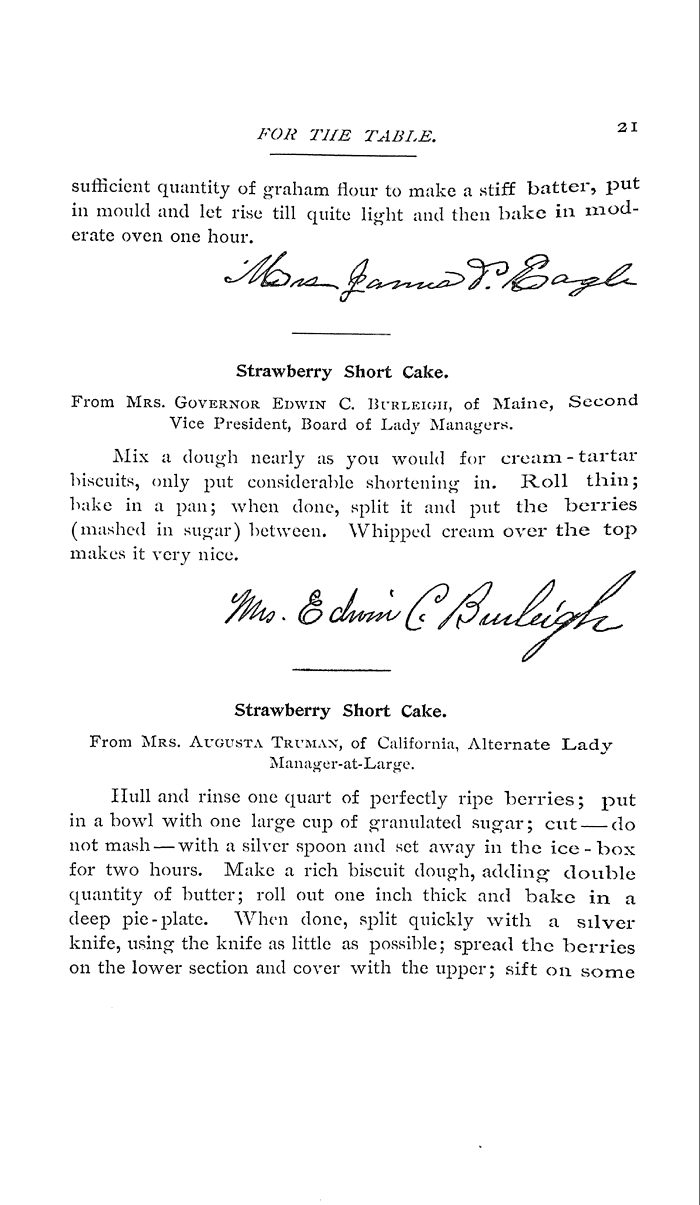 FOR THE TABLE.
21
sufficient quantity of graham flour to make a stiff batter, put
in mould and let rise till quite light and then bake in mod-
erate oven one hour.
Mrs James P. Eagle
Strawberry Short Cake.
From MRS. GOVERNOR EDWIN C. BURLEIGH, of Maine, Second
Vice President, Board of Lady Managers.
Mix a dough nearly as you would for cream-tartar
biscuits, only put considerable shortening in. Roll thin;
bake in a pan; when done, split it and put the berries
(mashed in sugar) between. Whipped cream over the top
makes it very nice.
Mrs. Edwin C. Burleigh
Strawberry Short Cake.
From MRS. AUGUSTA TRUMAN, of California, Alternate Lady
Manager-at-Large.
Hull and rinse one quart of perfectly ripe berries; put
in a bowl with one large cup of granulated sugar; cut—do
not mash—with a silver spoon and set away in the ice-box
for two hours. Make a rich biscuit dough, adding double
quantity of butter; roll out one inch thick and bake in a
deep pie-plate. When done, split quickly with a silver
knife, using the knife as little as possible; spread the berries
on the lower section and cover with the upper; sift on some